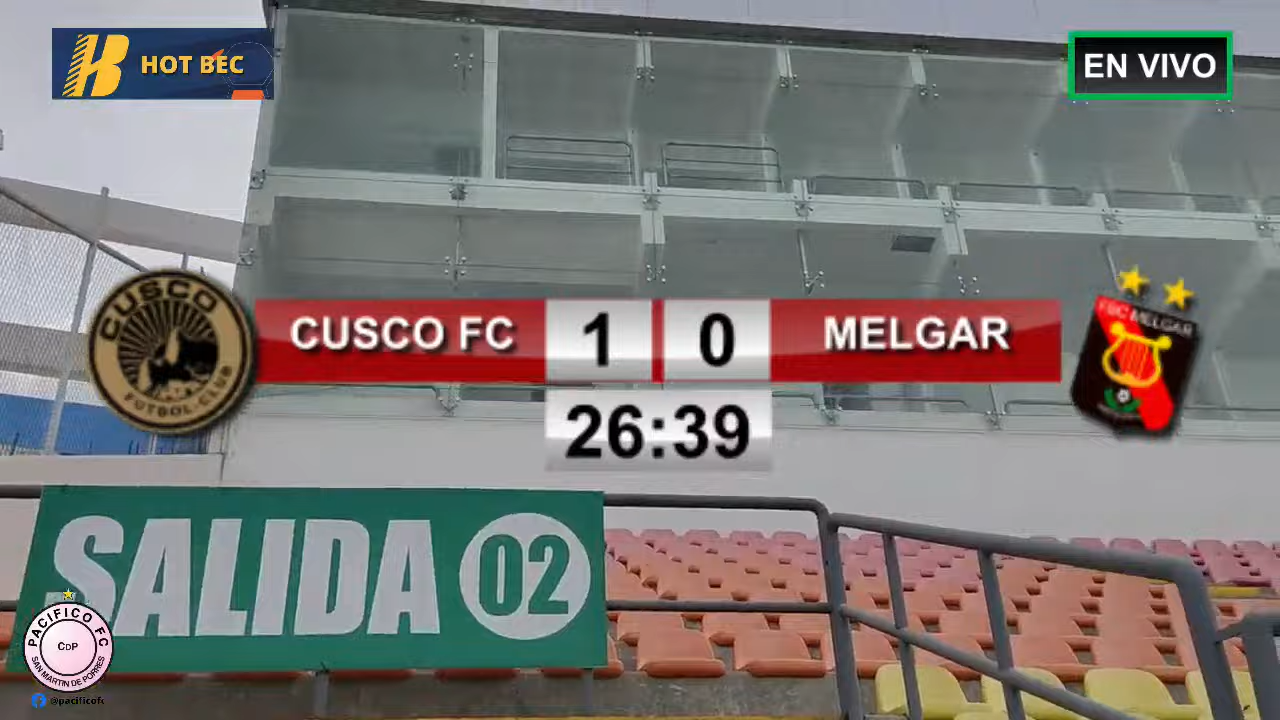 HOT BEC
EN VIVO
CUSCO
FUTBOL CLUB
CUSCO FC
1
0
MELGAR
FBC MELGAR
26:39
SALIDA 02
PACIFICO FC
CDP
SAN MARTIN DE PORRES
@pacificofc